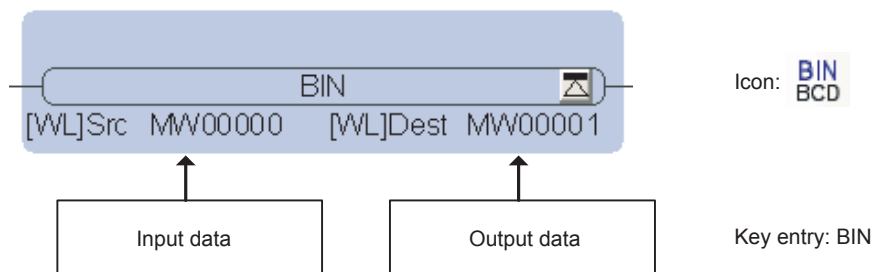 BIN
[WL]Src MW00000 [WL]Dest MW00001
Icon: BIN
BCD
Input data
Output data
Key entry: BIN